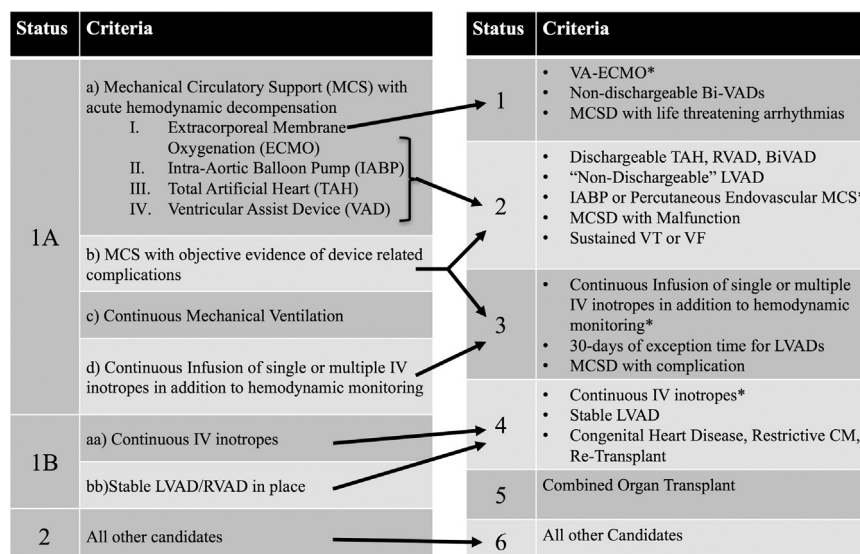 Status Criteria
1A
a) Mechanical Circulatory Support (MCS) with
acute hemodynamic decompensation
I. Extracorporeal Membrane
Oxygenation (ECMO)
II. Intra-Aortic Balloon Pump (IABP)
III. Total Artificial Heart (TAH)
IV. Ventricular Assist Device (VAD)
b) MCS with objective evidence of device related
complications
c) Continuous Mechanical Ventilation
d) Continuous Infusion of single or multiple IV
inotropes in addition to hemodynamic monitoring
1B
aa) Continuous IV inotropes
bb)Stable LVAD/RVAD in place
2 All other candidates
Status Criteria
1
• VA-ECMO*
• Non-dischargeable Bi-VADs
• MCSD with life threatening arrhythmias
2
• Dischargeable TAH, RVAD, BiVAD
• “Non-Dischargeable” LVAD
• IABP or Percutaneous Endovascular MCS*
• MCSD with Malfunction
• Sustained VT or VF
3
• Continuous Infusion of single or multiple
IV inotropes in addition to hemodynamic
monitoring*
• 30-days of exception time for LVADs
• MCSD with complication
4
• Continuous IV inotropes*
• Stable LVAD
• Congenital Heart Disease, Restrictive CM,
Re-Transplant
5 Combined Organ Transplant
6 All other Candidates